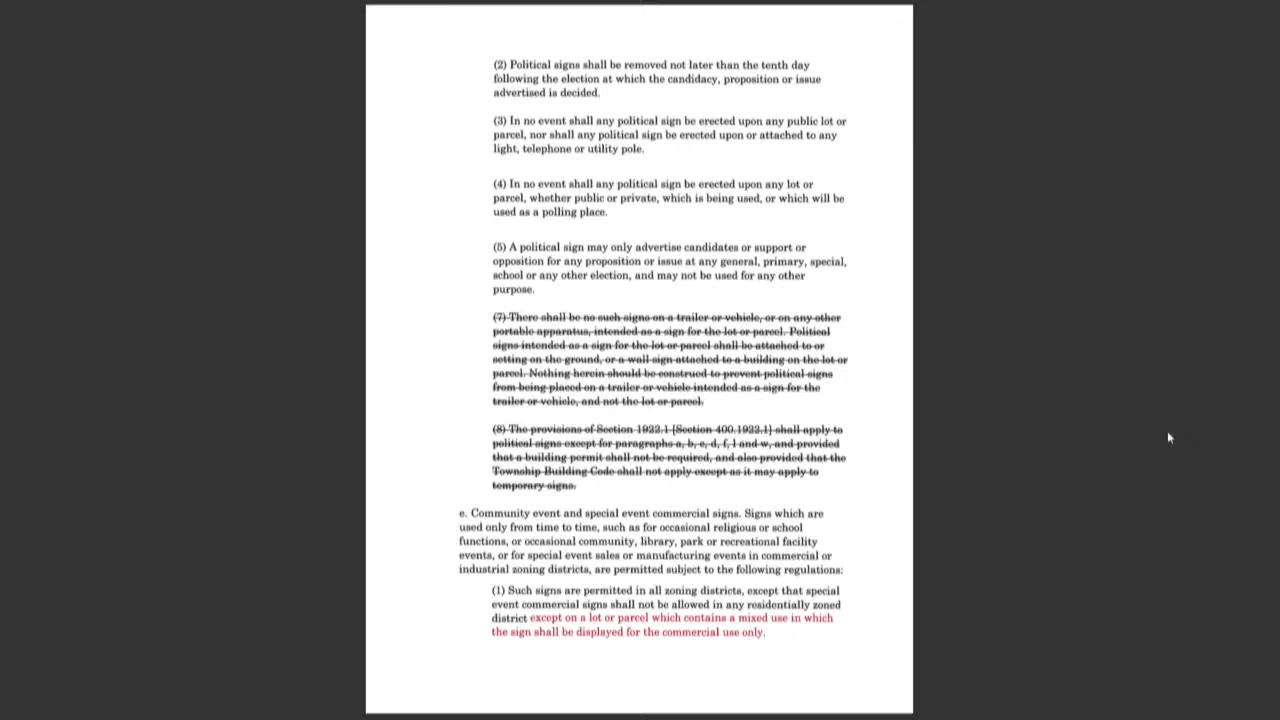 (2) Political signs shall be removed not later than the tenth day
following the election at which the candidacy, proposition or issue
advertised is decided.
(3) In no event shall any political sign be erected upon any public lot or
parcel, nor shall any political sign be erected upon or attached to any
light, telephone or utility pole.
(4) In no event shall any political sign be erected upon any lot or
parcel, whether public or private, which is being used, or which will be
used as a polling place.
(5) A political sign may only advertise candidates or support or
opposition for any proposition or issue at any general, primary, special,
school or any other election, and may not be used for any other
purpose.
(7) There shall be no such signs on a trailer or vehicle, or on any other
portable apparatus, intended as a sign for the lot or parcel. Political
signs intended as a sign for the lot or parcel shall be attached to or
setting on the ground, or a wall sign attached to a building on the lot or
parcel. Nothing herein should be construed to prevent political signs
from being placed on a trailer or vehicle intended as a sign for the
trailer or vehicle, and not the lot or parcel.
(8) The provisions of Section 1922.1 [Section 400.1922.1] shall apply to
political signs except for paragraphs a, b, c, d, f, l and w, and provided
that a building permit shall not be required, and also provided that the
Township Building Code shall not apply except as it may apply to
temporary signs.
e. Community event and special event commercial signs. Signs which are
used only from time to time, such as for occasional religious or school
functions, or occasional community, library, park or recreational facility
events, or for special event sales or manufacturing events in commercial or
industrial zoning districts, are permitted subject to the following regulations:
(1) Such signs are permitted in all zoning districts, except that special
event commercial signs shall not be allowed in any residentially zoned
district except on a lot or parcel which contains a mixed use in which
the sign shall be displayed for the commercial use only.